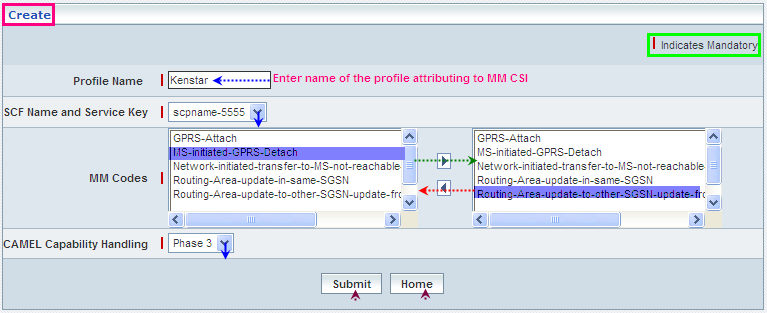 Create
Indicates Mandatory
Profile Name Kenstar Enter name of the profile attributing to MM CSI
SCF Name and Service Key scpname-5555
MM Codes
GPRS-Attach
MS-initiated-GPRS-Detach
Network-initiated-transfer-to-MS-not-reachable
Routing-Area-update-in-same-SGSN
Routing-Area-update-to-other-SGSN-update-fro
GPRS-Attach
MS-initiated-GPRS-Detach
Network-initiated-transfer-to-MS-not-reachable
Routing-Area-update-in-same-SGSN
Routing-Area-update-to-other-SGSN-update-fro
CAMEL Capability Handling Phase 3
Submit Home